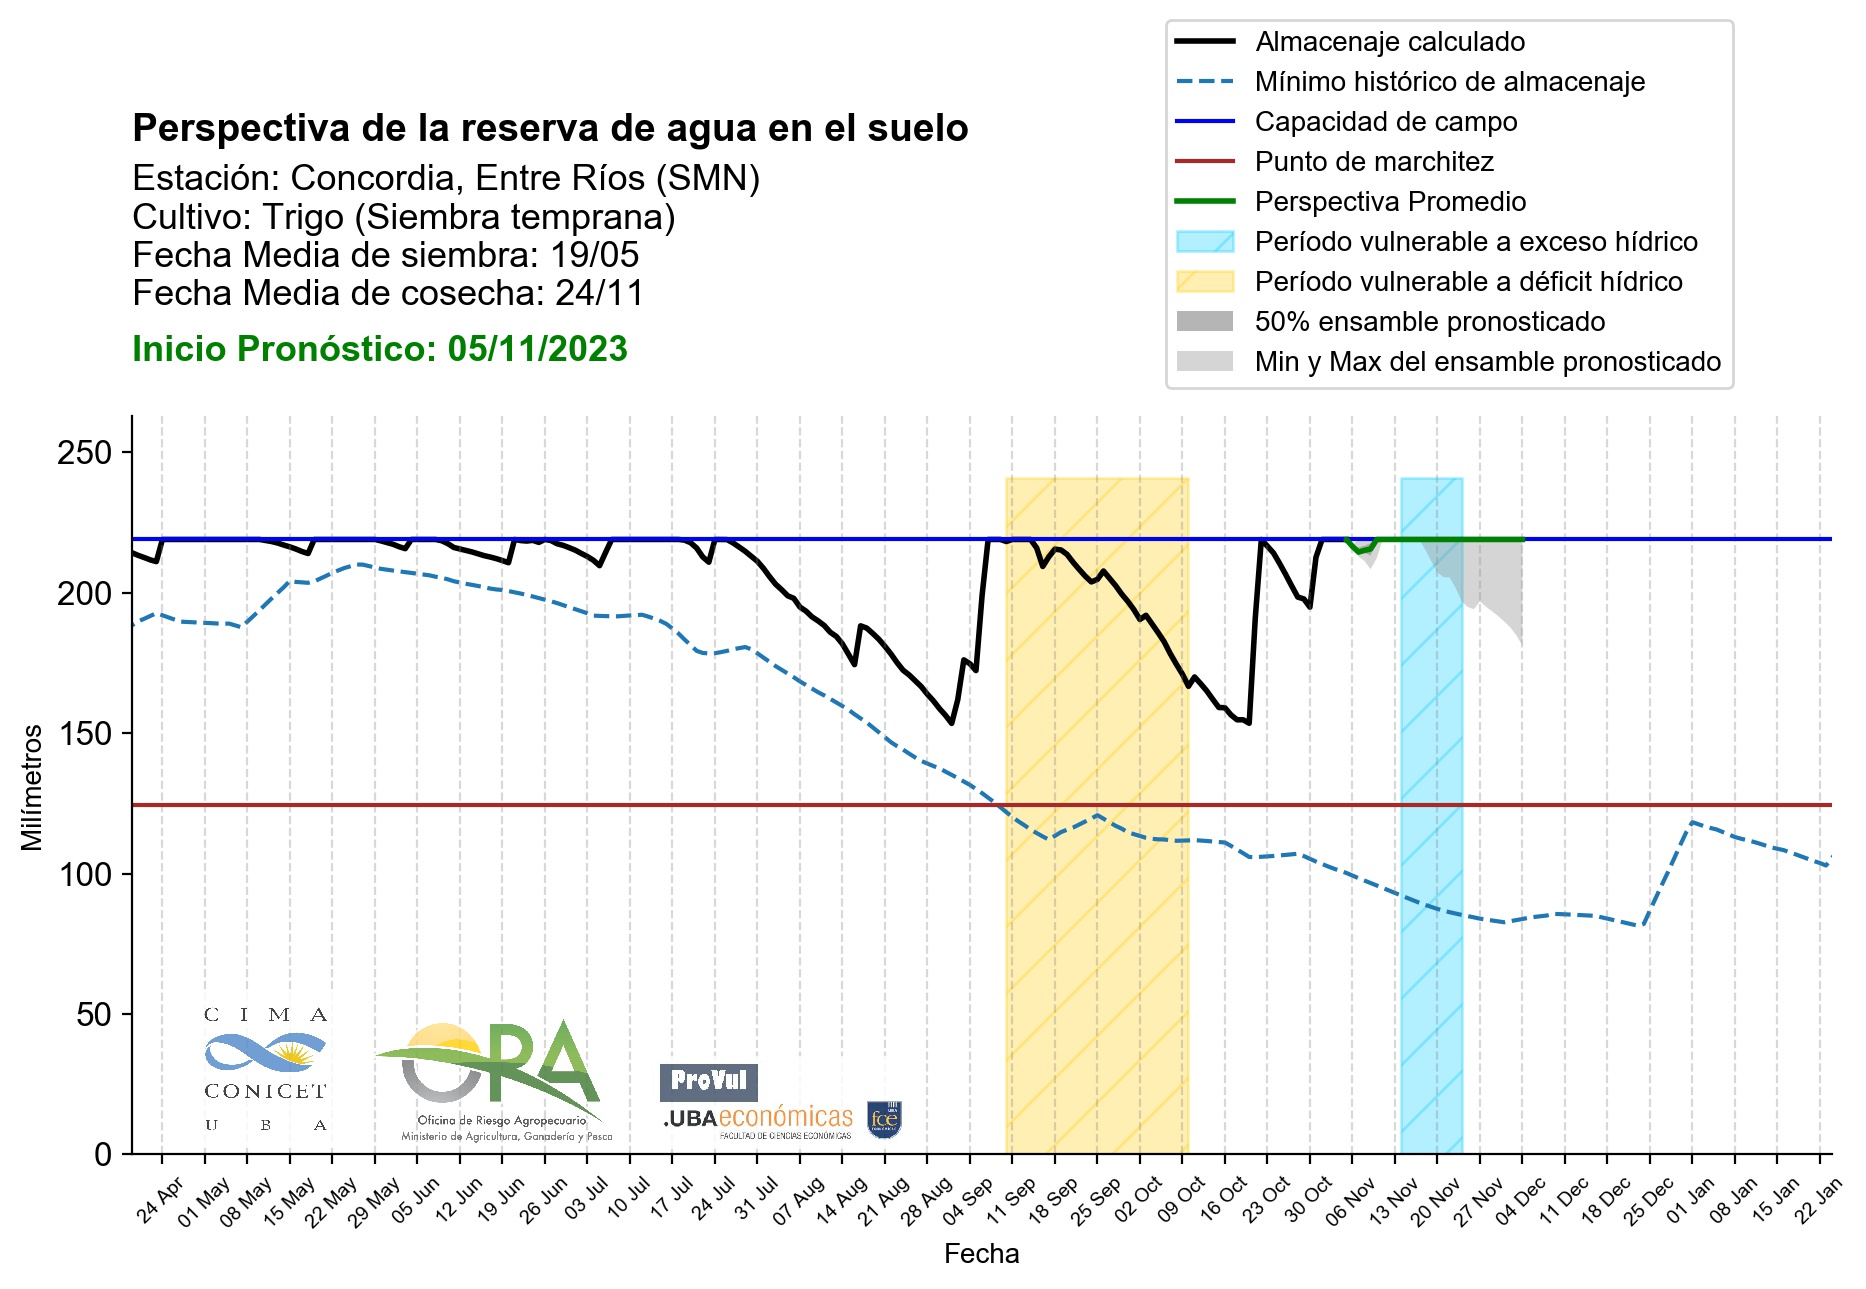 Almacenaje calculado
Mínimo histórico de almacenaje
Capacidad de campo
Punto de marchitez
Perspectiva Promedio
Período vulnerable a exceso hídrico
Período vulnerable a déficit hídrico
50% ensamble pronosticado
Min y Max del ensamble pronosticado
Perspectiva de la reserva de agua en el suelo
Estación: Concordia, Entre Ríos (SMN)
Cultivo: Trigo (Siembra temprana)
Fecha Media de siembra: 19/05
Fecha Media de cosecha: 24/11
Inicio Pronóstico: 05/11/2023
250
200
150
100
50
0
Milímetros
C I M A
CONICET
U B A
OPA
Oficina de Riesgo Agropecuario
Ministerio de Agricultura, Ganadería y Pesca
ProVul
.UBAeconómicas
FACULTAD DE CIENCIAS ECONÓMICAS
fce
24 Apr
01 May
08 May
15 May
22 May
29 May
05 Jun
12 Jun
19 Jun
26 Jun
03 Jul
10 Jul
17 Jul
24 Jul
31 Jul
07 Aug
14 Aug
21 Aug
28 Aug
04 Sep
11 Sep
18 Sep
25 Sep
02 Oct
09 Oct
16 Oct
23 Oct
30 Oct
06 Nov
13 Nov
20 Nov
27 Nov
04 Dec
11 Dec
18 Dec
25 Dec
01 Jan
08 Jan
15 Jan
22 Jan
Fecha